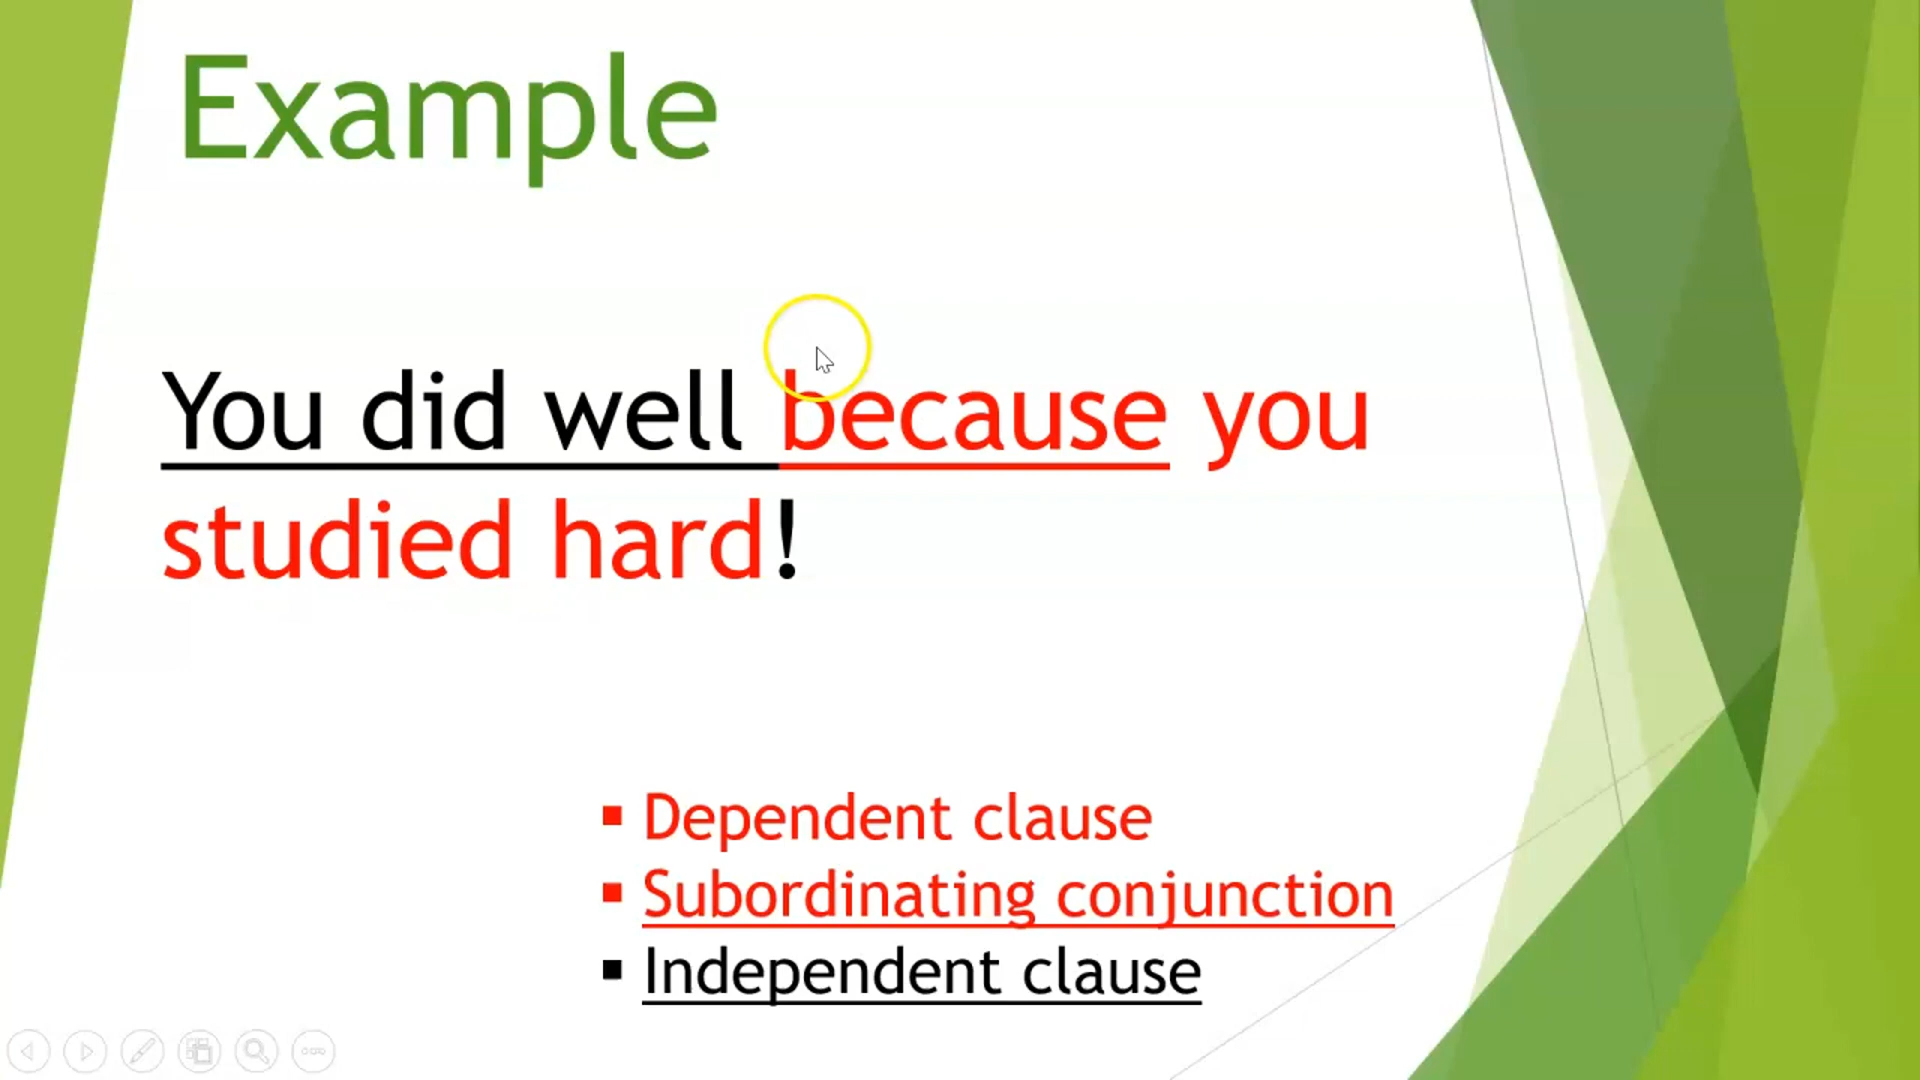 Example
You did well because you
studied hard!
Dependent clause
Subordinating conjunction
Independent clause